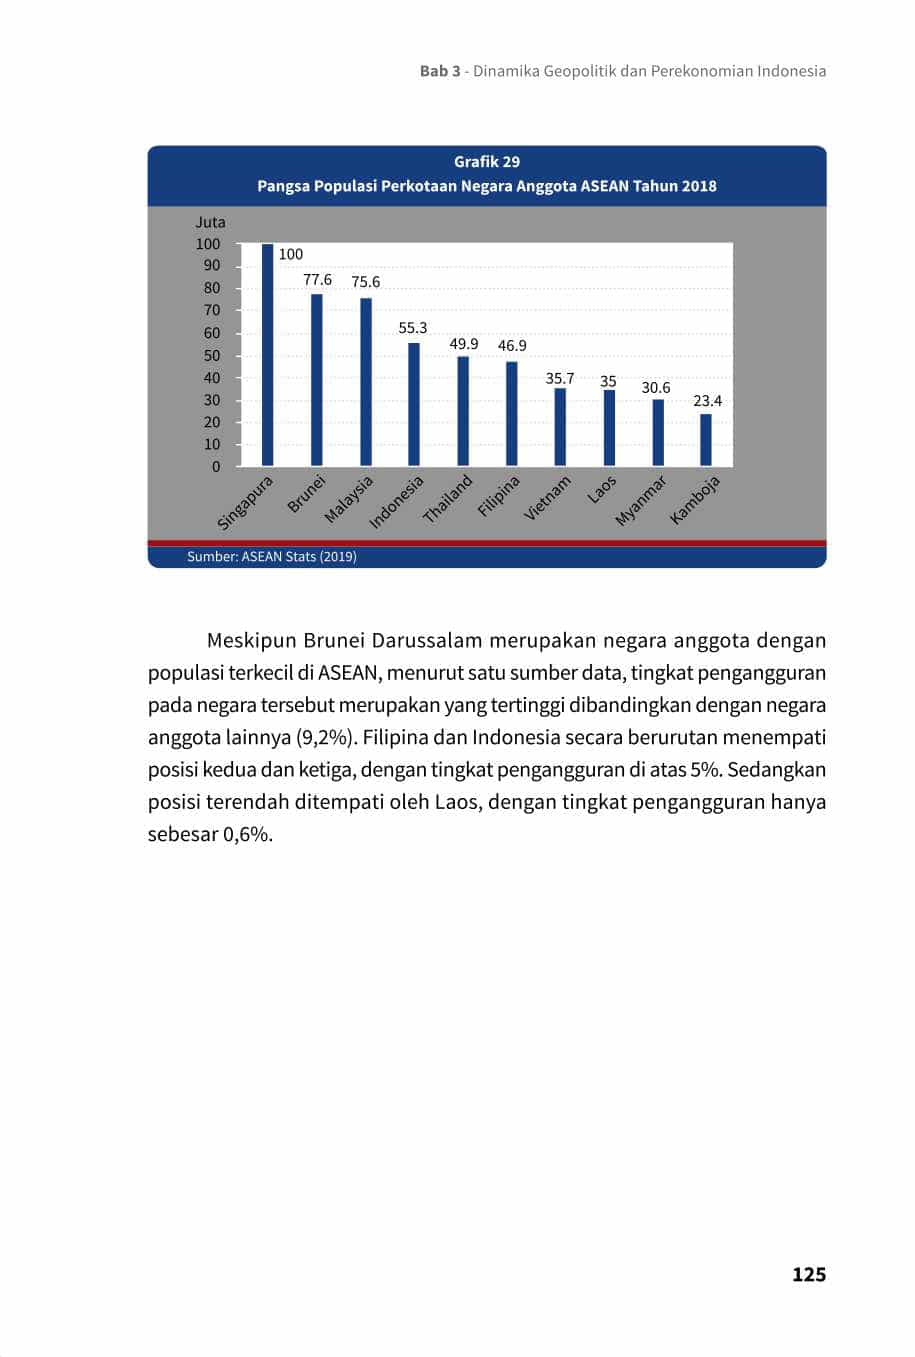 Bab 3 - Dinamika Geopolitik dan Perekonomian Indonesia
Grafik 29
Pangsa Populasi Perkotaan Negara Anggota ASEAN Tahun 2018
Juta
100
90
80
70
60
50
40
30
20
10
0
100
77.6
75.6
55.3
49.9
46.9
35.7
35
30.6
23.4
Singapura
Brunei
Malaysia
Indonesia
Thailand
Filipina
Vietnam
Laos
Myanmar
Kamboja
Sumber: ASEAN Stats (2019)
Meskipun Brunei Darussalam merupakan negara anggota dengan
populasi terkecil di ASEAN, menurut satu sumber data, tingkat pengangguran
pada negara tersebut merupakan yang tertinggi dibandingkan dengan negara
anggota lainnya (9,2%). Filipina dan Indonesia secara berurutan menempati
posisi kedua dan ketiga, dengan tingkat pengangguran di atas 5%. Sedangkan
posisi terendah ditempati oleh Laos, dengan tingkat pengangguran hanya
sebesar 0,6%.
125